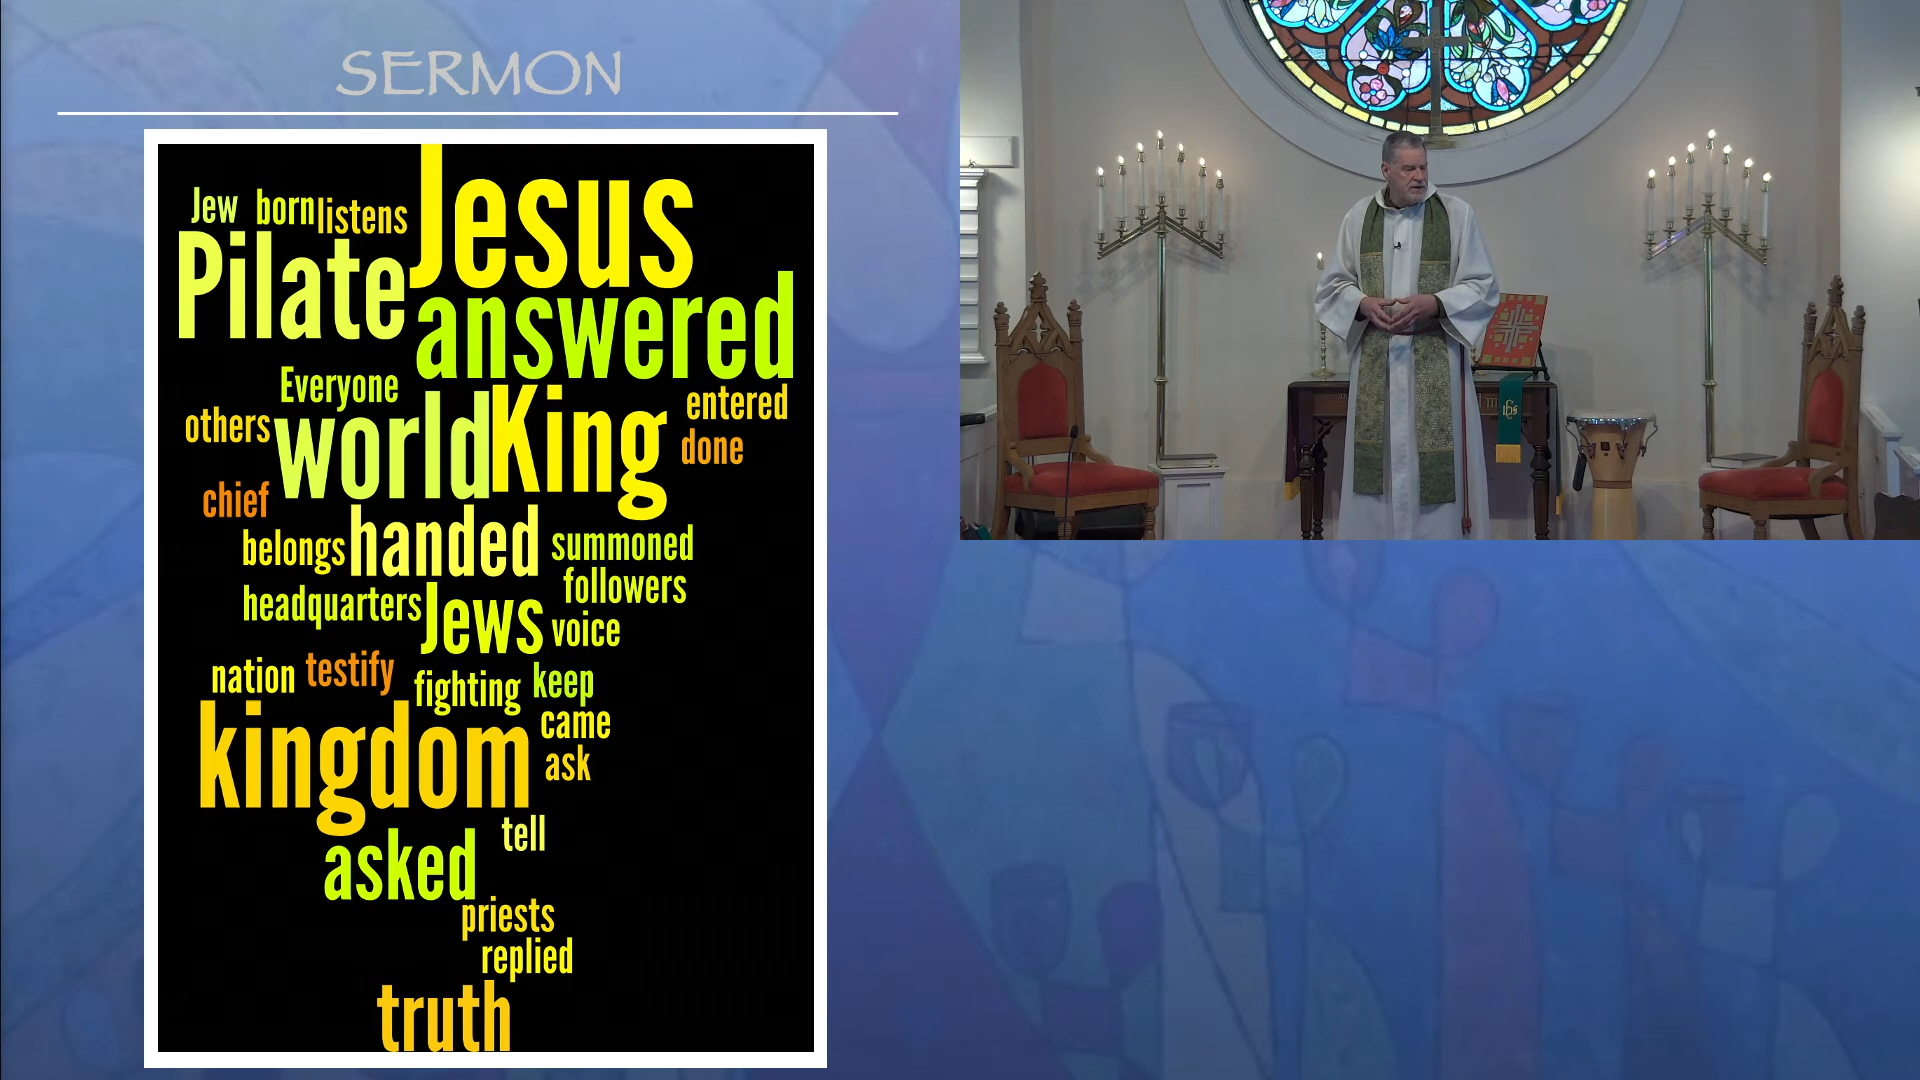 SERMON
Jesus
Jew born listens
Pilate
answered
Everyone
entered
others world King
done
chief
belongs handed summoned
followers
headquarters Jews voice
nation testify fighting keep
came
kingdom
ask
tell
asked
priests
replied
truth
IHS